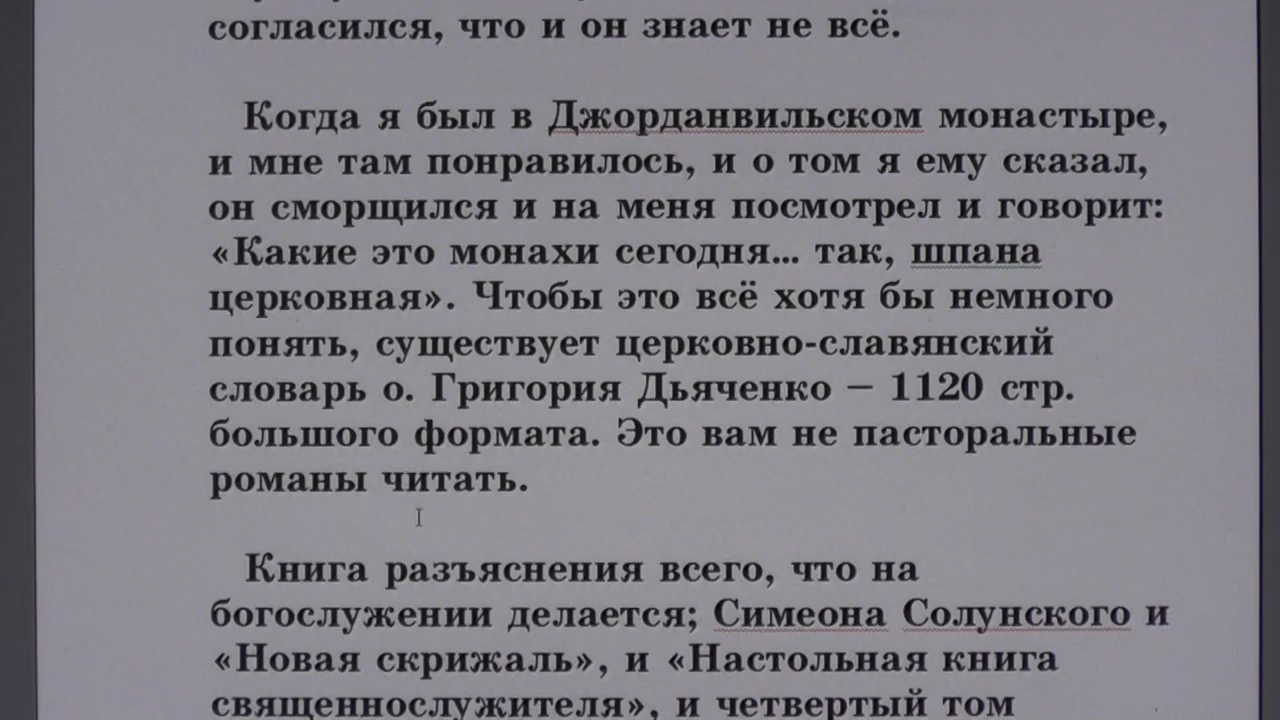 согласился, что и он знает не всё.
Когда я был в Джорданвильском монастыре,
и мне там понравилось, и о том я ему сказал,
он сморщился и на меня посмотрел и говорит:
«Какие это монахи сегодня... так, шпана
церковная». Чтобы это всё хотя бы немного
понять, существует церковно-славянский
словарь о. Григория Дьяченко – 1120 стр.
большого формата. Это вам не пасторальные
романы читать.
Книга разъяснения всего, что на
богослужении делается; Симеона Солунского и
«Новая скрижаль», и «Настольная книга
священнослужителя», и четвертый том